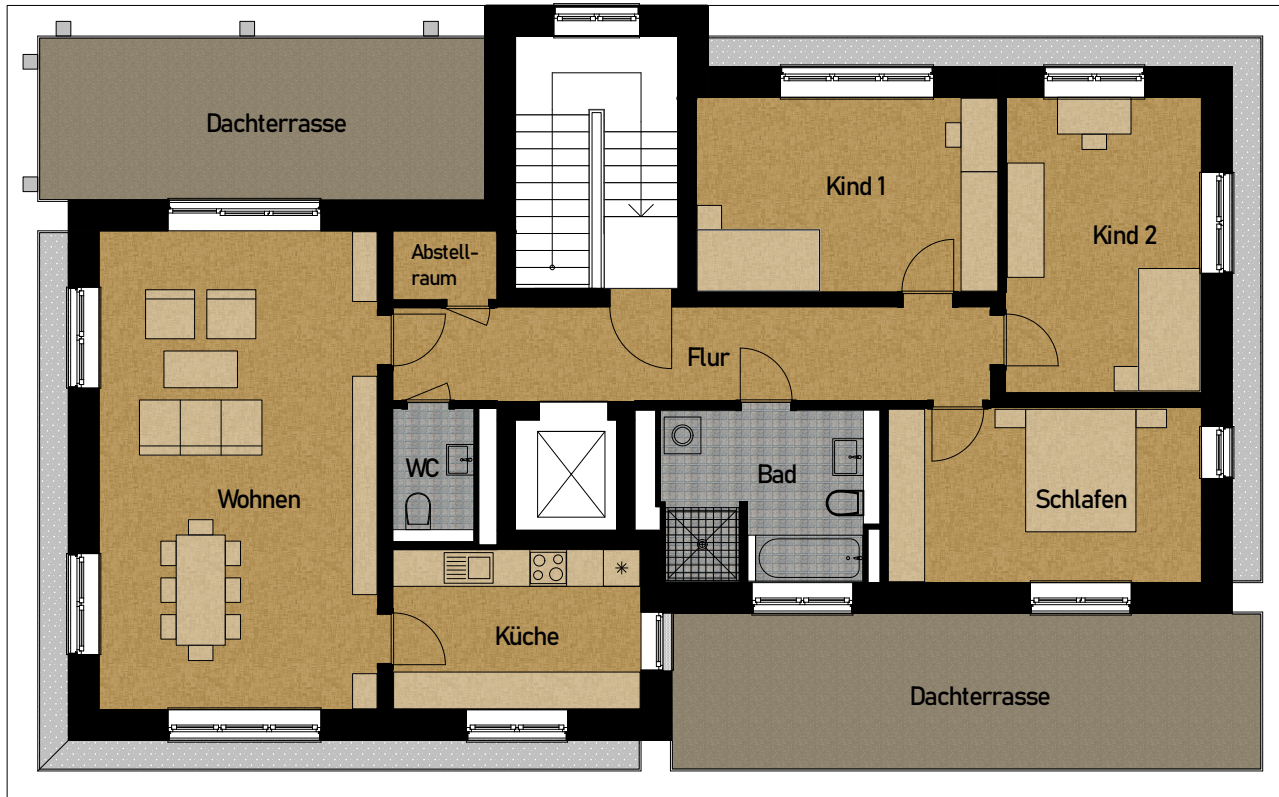 Dachterrasse
Kind 1
Kind 2
Abstell-
raum
Flur
WC
Bad
Wohnen
Schlafen
Küche
Dachterrasse